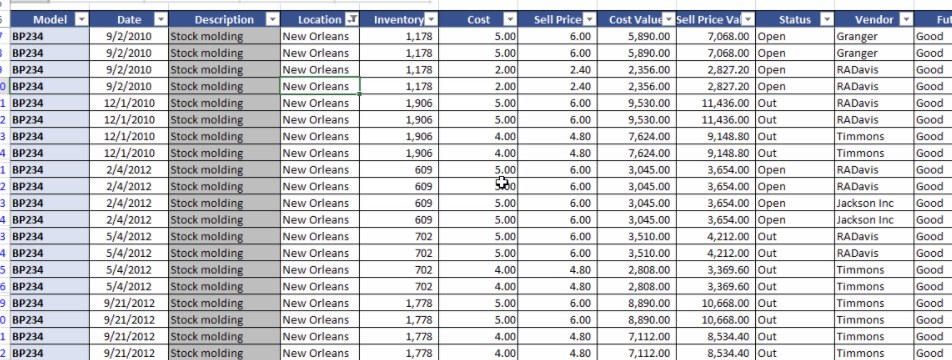 Model Date Description Location Inventory Cost Sell Price Cost Value Sell Price Val Status Vendor Fut
7 BP234 9/2/2010 Stock molding New Orleans 1,178 5.00 6.00 5,890.00 7,068.00 Open Granger Good
8 BP234 9/2/2010 Stock molding New Orleans 1,178 5.00 6.00 5,890.00 7,068.00 Open Granger Good
9 BP234 9/2/2010 Stock molding New Orleans 1,178 2.00 2.40 2,356.00 2,827.20 Open RADavis Good
0 BP234 9/2/2010 Stock molding New Orleans 1,178 2.00 2.40 2,356.00 2,827.20 Open RADavis Good
1 BP234 12/1/2010 Stock molding New Orleans 1,906 5.00 6.00 9,530.00 11,436.00 Out RADavis Good
2 BP234 12/1/2010 Stock molding New Orleans 1,906 5.00 6.00 9,530.00 11,436.00 Out RADavis Good
3 BP234 12/1/2010 Stock molding New Orleans 1,906 4.00 4.80 7,624.00 9,148.80 Out Timmons Good
4 BP234 12/1/2010 Stock molding New Orleans 1,906 4.00 4.80 7,624.00 9,148.80 Out Timmons Good
1 BP234 2/4/2012 Stock molding New Orleans 609 5.00 6.00 3,045.00 3,654.00 Open RADavis Good
2 BP234 2/4/2012 Stock molding New Orleans 609 6.00 3,045.00 3,654.00 Open RADavis Good
3 BP234 2/4/2012 Stock molding New Orleans 609 5.00 6.00 3,045.00 3,654.00 Open Jackson Inc Good
4 BP234 2/4/2012 Stock molding New Orleans 609 5.00 6.00 3,045.00 3,654.00 Open Jackson Inc Good
3 BP234 5/4/2012 Stock molding New Orleans 702 5.00 6.00 3,510.00 4,212.00 Out RADavis Good
4 BP234 5/4/2012 Stock molding New Orleans 702 5.00 6.00 3,510.00 4,212.00 Out RADavis Good
5 BP234 5/4/2012 Stock molding New Orleans 702 4.00 4.80 2,808.00 3,369.60 Out Timmons Good
6 BP234 5/4/2012 Stock molding New Orleans 702 4.00 4.80 2,808.00 3,369.60 Out Timmons Good
9 BP234 9/21/2012 Stock molding New Orleans 1,778 5.00 6.00 8,890.00 10,668.00 Out Timmons Good
0 BP234 9/21/2012 Stock molding New Orleans 1,778 5.00 6.00 8,890.00 10,668.00 Out Timmons Good
1 BP234 9/21/2012 Stock molding New Orleans 1,778 4.00 4.80 7,112.00 8,534.40 Out Timmons Good
2 BP234 9/21/2012 Stock molding New Orleans 1,778 4.00 4.80 7,112.00 8,534.40 Out Timmons Good